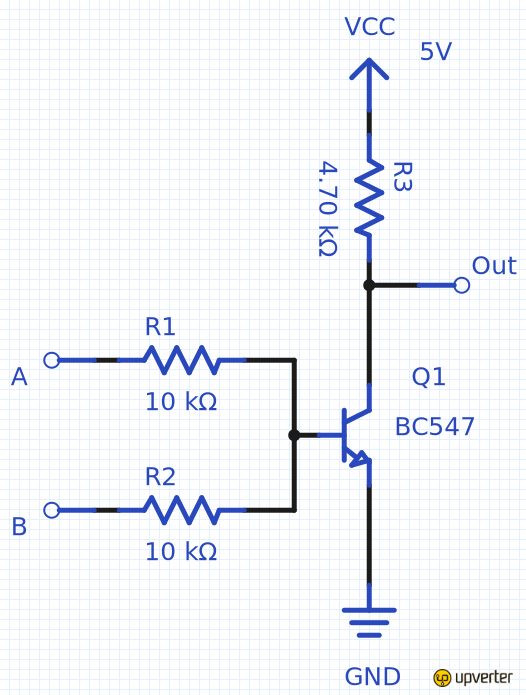 VCC
5V
R3
4.70 kΩ
Out
R1
A
10 kΩ
Q1
BC547
R2
B
10 kΩ
GND
upverter